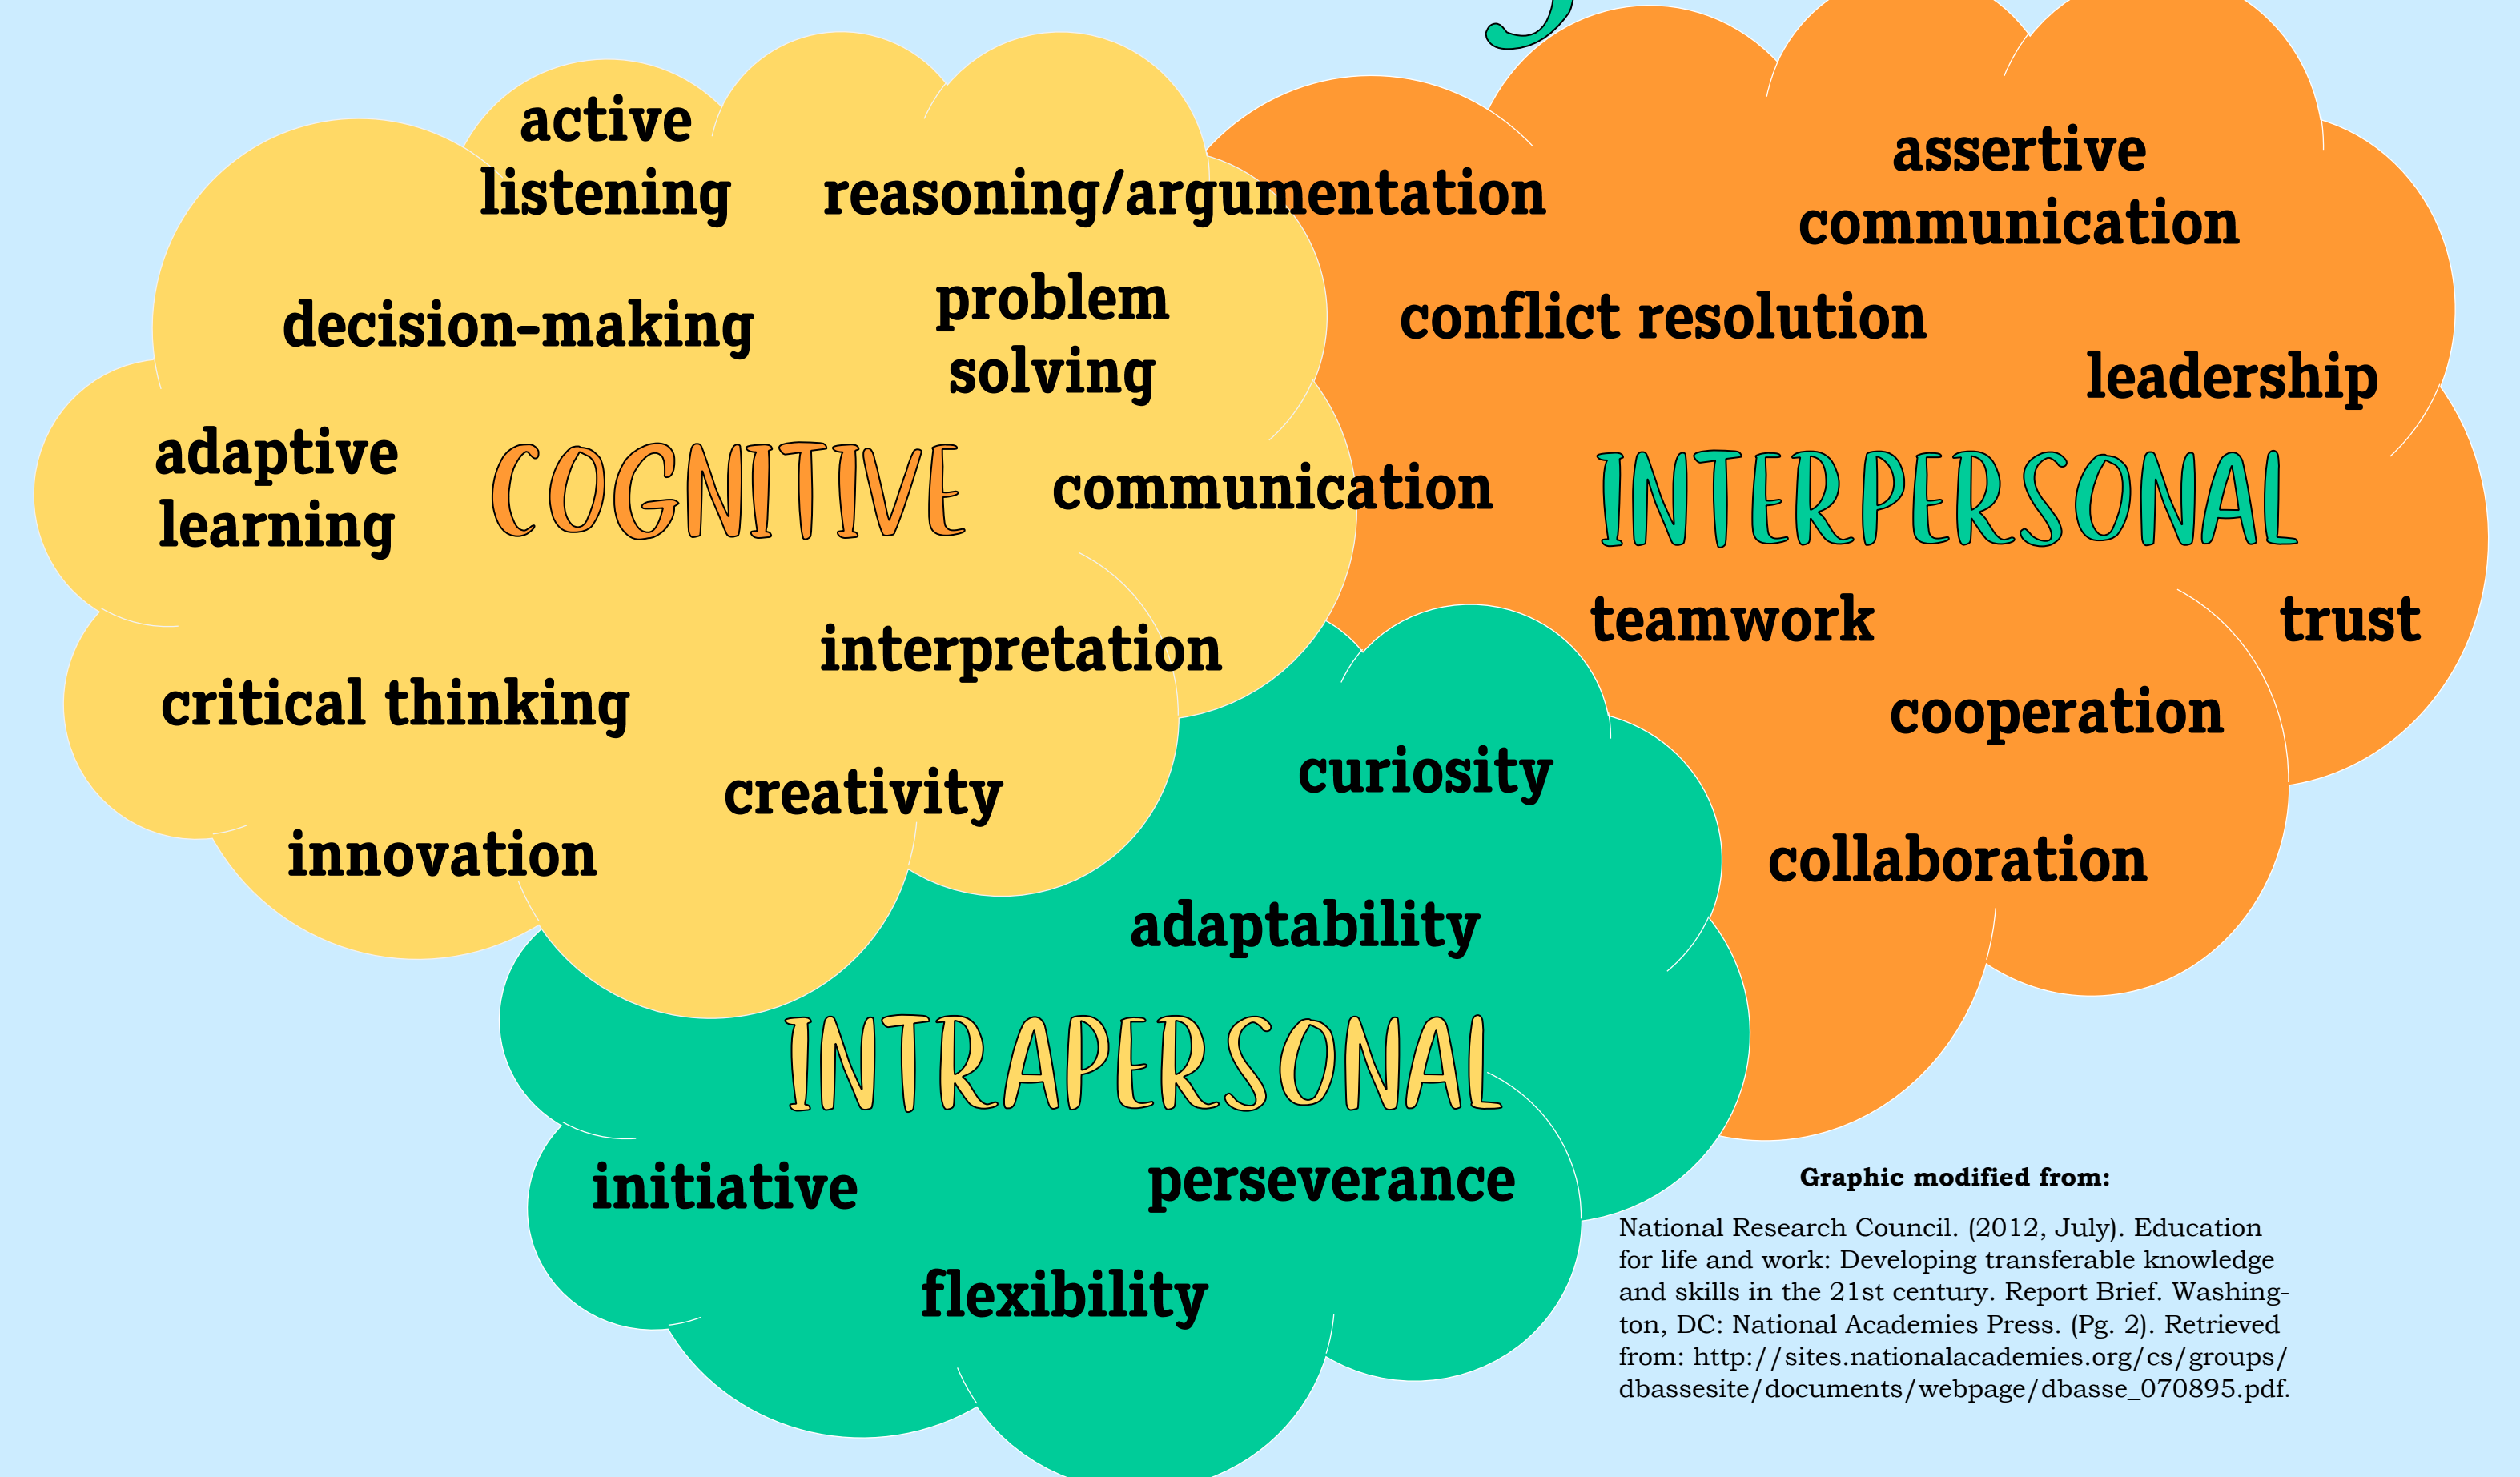 active
listening
reasoning/argumentation
decision-making
problem
solving
adaptive
learning
COGNITIVE
communication
interpretation
critical thinking
creativity
innovation
assertive
communication
conflict resolution
leadership
INTERPERSONAL
teamwork
trust
cooperation
collaboration
curiosity
adaptability
INTRAPERSONAL
initiative
perseverance
flexibility
Graphic modified from:
National Research Council. (2012, July). Education
for life and work: Developing transferable knowledge
and skills in the 21st century. Report Brief. Washing-
ton, DC: National Academies Press. (Pg. 2). Retrieved
from: http://sites.nationalacademies.org/cs/groups/
dbassesite/documents/webpage/dbasse_070895.pdf.